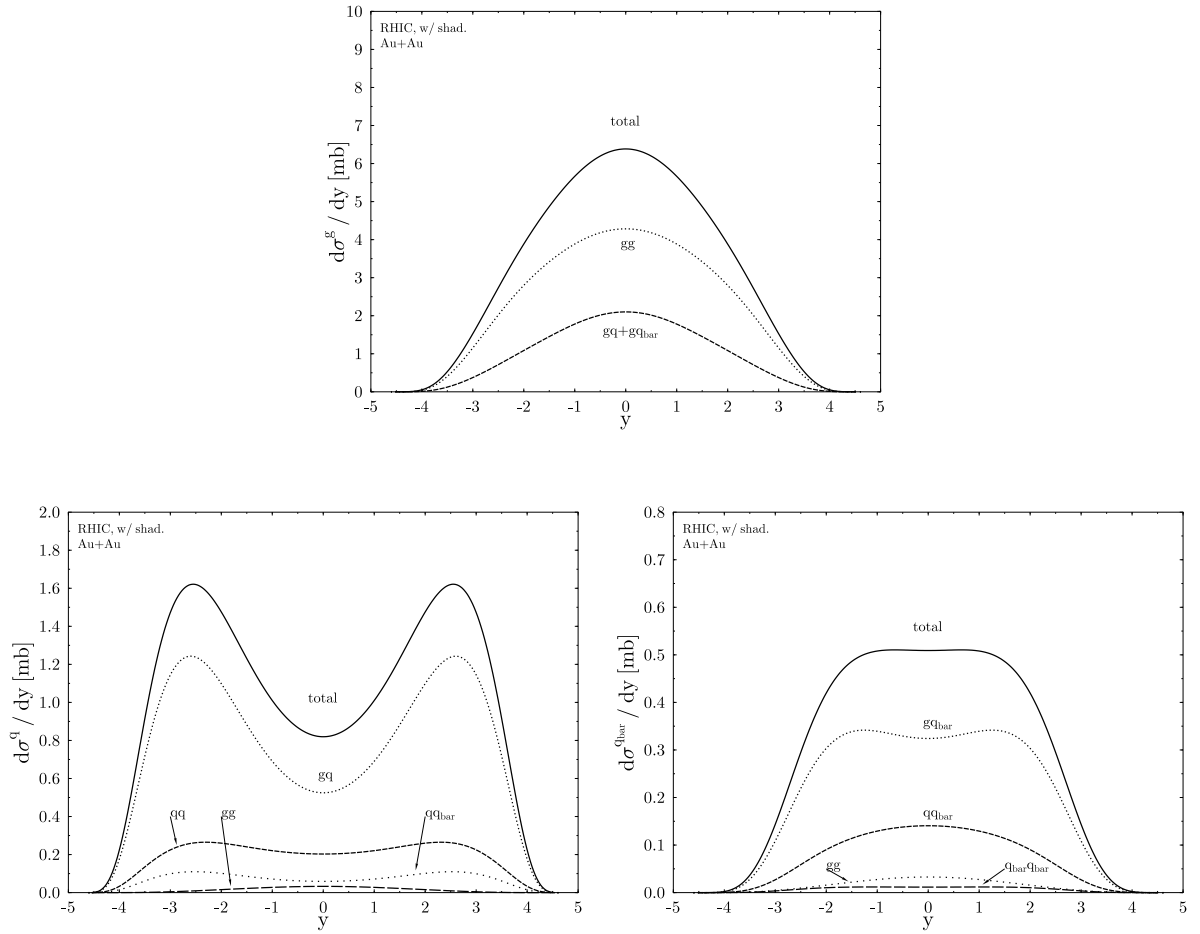 RHIC, w/ shad.
Au+Au
total
gg
gq+gq_bar
dσ^g / dy [mb]
10
9
8
7
6
5
4
3
2
1
0
-5 -4 -3 -2 -1 0 1 2 3 4 5
y
RHIC, w/ shad.
Au+Au
total
gq
qq gg qq_bar
dσ^q / dy [mb]
2.0
1.8
1.6
1.4
1.2
1.0
0.8
0.6
0.4
0.2
0.0
-5 -4 -3 -2 -1 0 1 2 3 4 5
y
RHIC, w/ shad.
Au+Au
total
gq_bar
qq_bar
gg q_barq_bar
dσ^q_bar / dy [mb]
0.8
0.7
0.6
0.5
0.4
0.3
0.2
0.1
0.0
-5 -4 -3 -2 -1 0 1 2 3 4 5
y